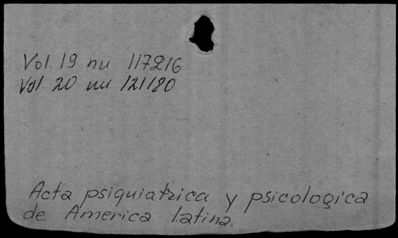 Vol. 19 nu 117216
Vol. 20 nu 121180
Acta psiquiatrica y psicologica
de America latina.